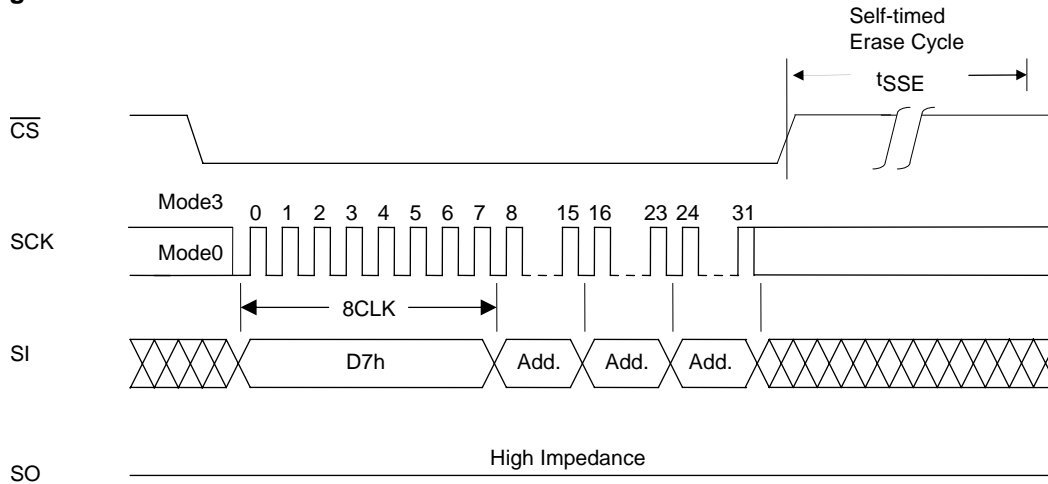 Self-timed
Erase Cycle
tSSE
CS
Mode3
0 1 2 3 4 5 6 7 8 15 16 23 24 31
SCK
Mode0
8CLK
SI
D7h Add. Add. Add.
High Impedance
SO